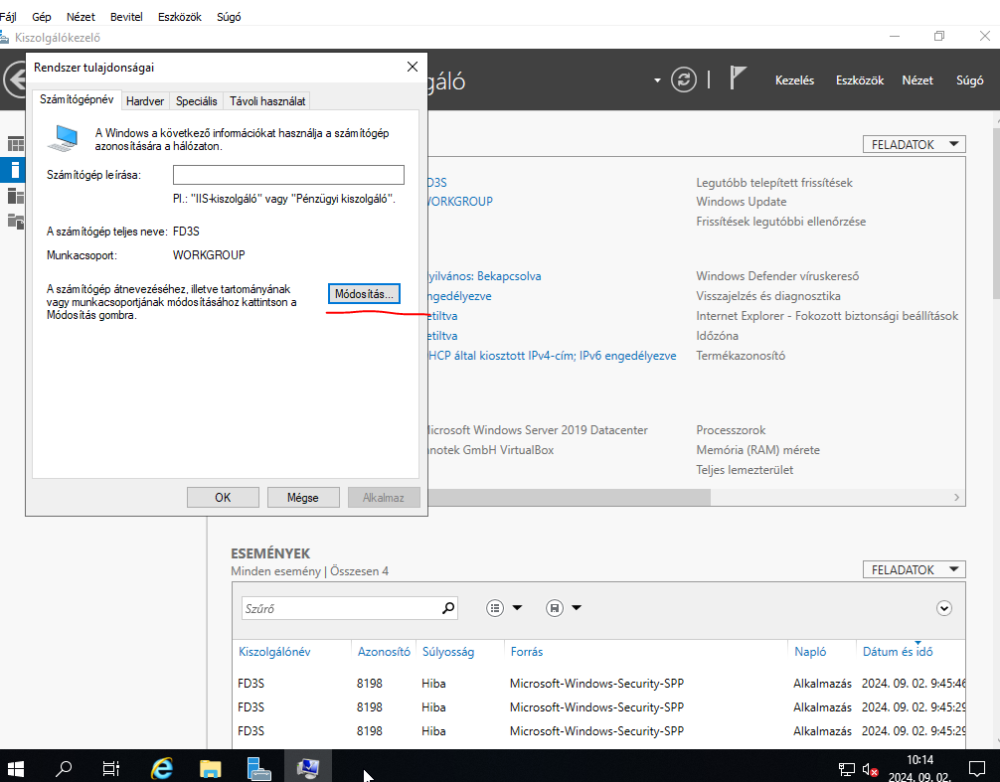 Fájl Gép Nézet Bevitel Eszközök Súgó
Kiszolgálókezelő
Rendszer tulajdonságai
Számítógépnév Hardver Speciális Távoli használat
A Windows a következő információkat használja a számítógép
azonosítására a hálózaton.
Számítógép leírása:
Pl.: "IIS-kiszolgáló" vagy "Pénzügyi kiszolgáló".
A számítógép teljes neve: FD3S
Munkacsoport: WORKGROUP
A számítógép átnevezéséhez, illetve tartományának
vagy munkacsoportjának módosításához kattintson a
Módosítás gombra.
Módosítás...
OK Mégse Alkalmaz
gáló
Kezelés Eszközök Nézet Súgó
FELADATOK
D3S Legutóbb telepített frissítések
WORKGROUP Windows Update
Frissítések legutóbbi ellenőrzése
yilvános: Bekapcsolva Windows Defender víruskereső
ngedélyezve Visszajelzés és diagnosztika
etiltva Internet Explorer - Fokozott biztonsági beállítások
etiltva Időzóna
HCP által kiosztott IPv4-cím; IPv6 engedélyezve Termékazonosító
Microsoft Windows Server 2019 Datacenter Processzorok
nnotek GmbH VirtualBox Memória (RAM) mérete
Teljes lemezterület
ESEMÉNYEK
Minden esemény | Összesen 4
FELADATOK
Szűrő
Kiszolgálónév Azonosító Súlyosság Forrás Napló Dátum és idő
FD3S 8198 Hiba Microsoft-Windows-Security-SPP Alkalmazás 2024. 09. 02. 9:45:46
FD3S 8198 Hiba Microsoft-Windows-Security-SPP Alkalmazás 2024. 09. 02. 9:45:29
FD3S 8198 Hiba Microsoft-Windows-Security-SPP Alkalmazás 2024. 09. 02. 9:45:29
10:14
2024. 09. 02.